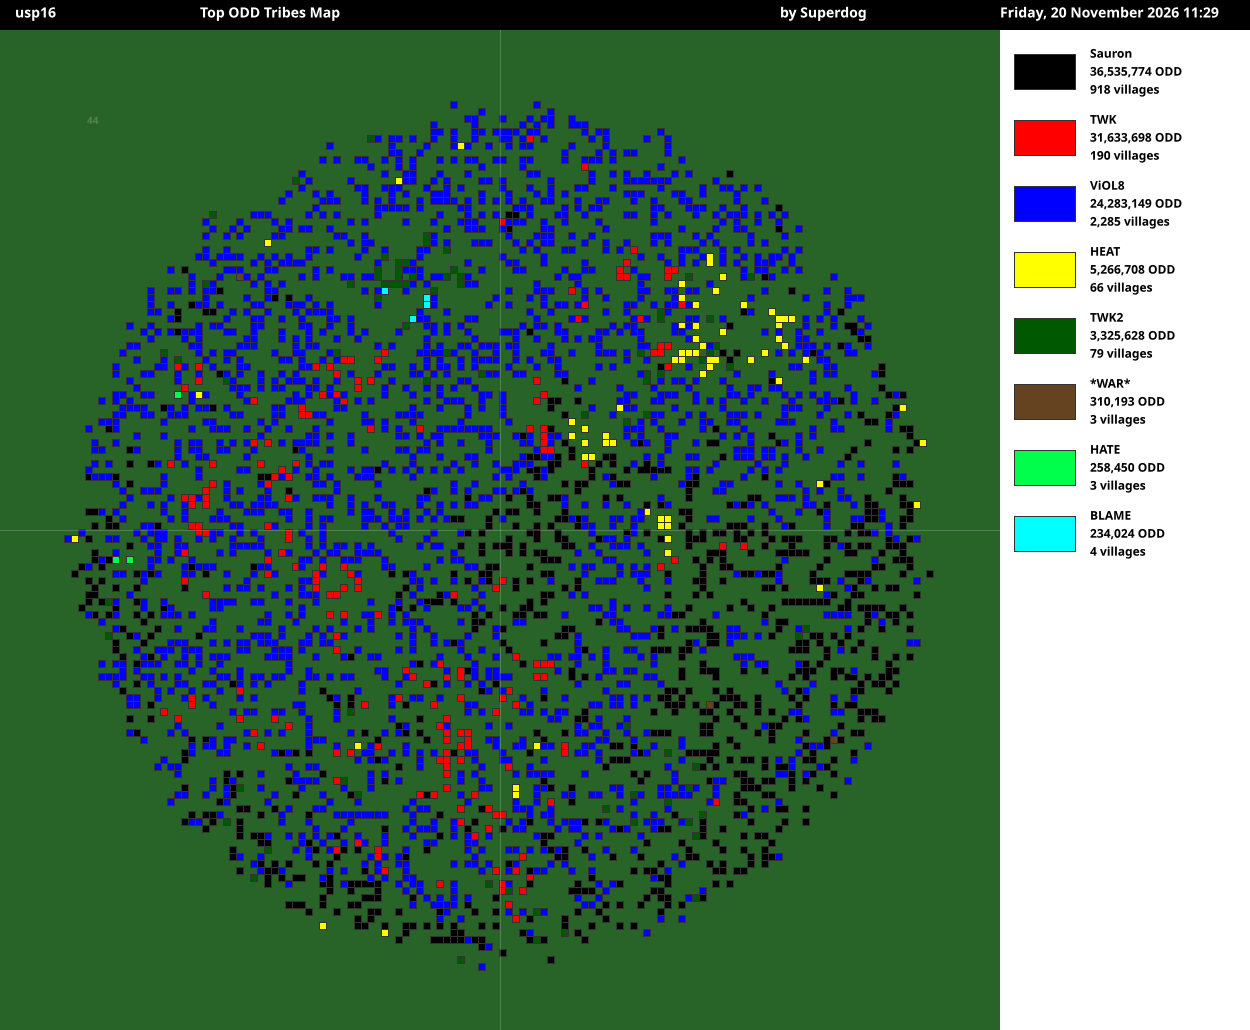 usp16 Top ODD Tribes Map by Superdog Friday, 20 November 2026 11:29
44
Sauron
36,535,774 ODD
918 villages
TWK
31,633,698 ODD
190 villages
ViOL8
24,283,149 ODD
2,285 villages
HEAT
5,266,708 ODD
66 villages
TWK2
3,325,628 ODD
79 villages
*WAR*
310,193 ODD
3 villages
HATE
258,450 ODD
3 villages
BLAME
234,024 ODD
4 villages